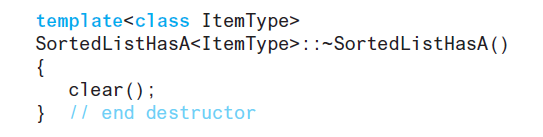 template<class ItemType>
SortedListHasA<ItemType>::~SortedListHasA()
{
   clear();
}  // end destructor